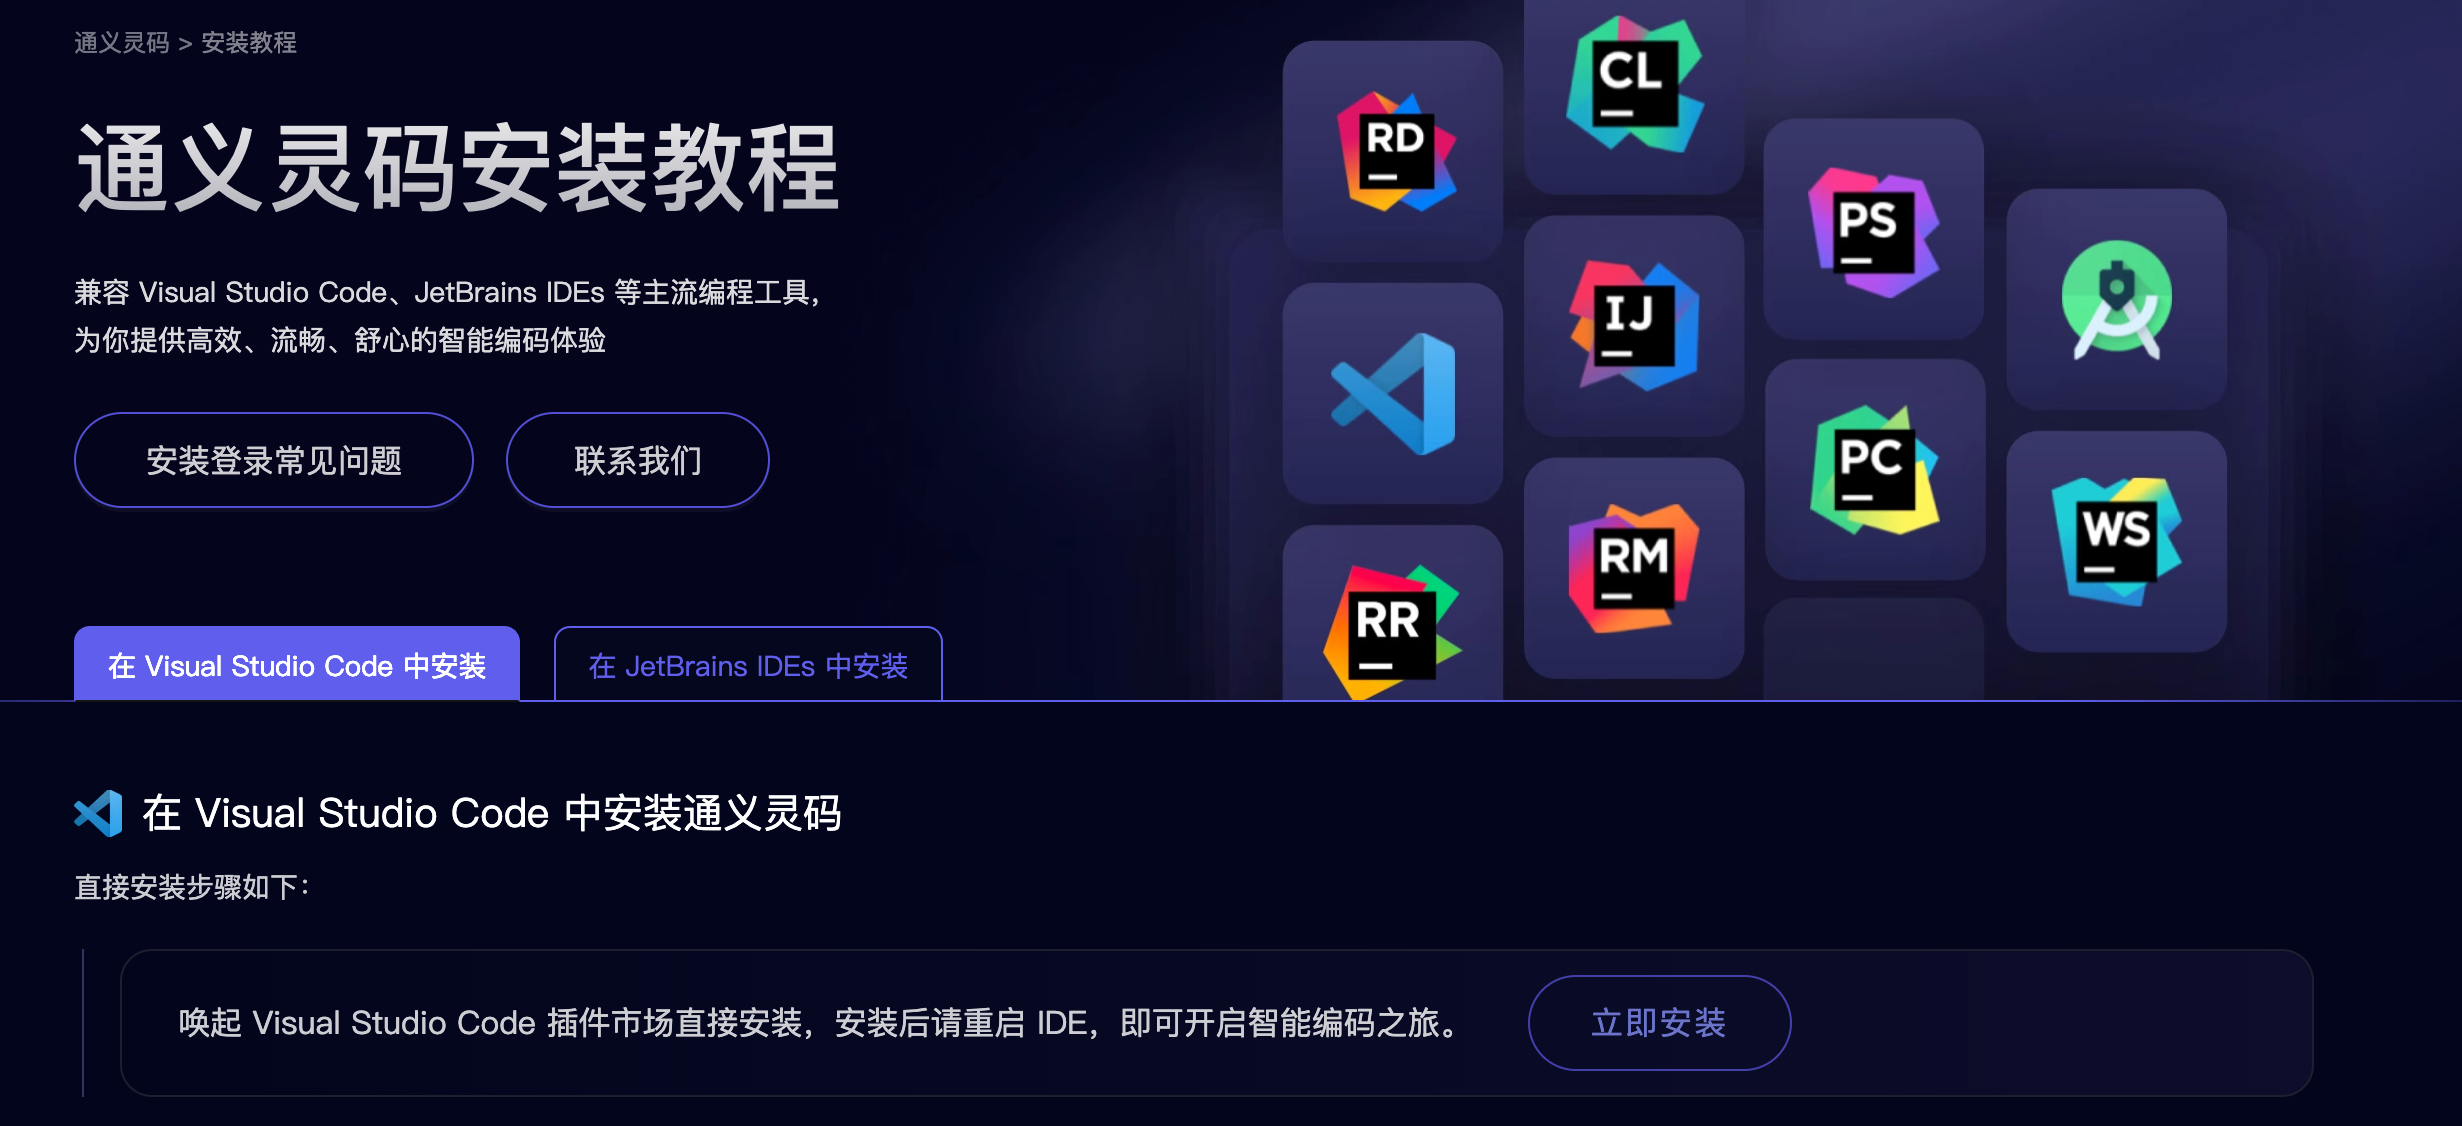 通义灵码 > 安装教程
通义灵码安装教程
兼容 Visual Studio Code、JetBrains IDEs 等主流编程工具，
为你提供高效、流畅、舒心的智能编码体验
安装登录常见问题
联系我们
RD
CL
PS
IJ
PC
RM
WS
RR
在 Visual Studio Code 中安装
在 JetBrains IDEs 中安装
在 Visual Studio Code 中安装通义灵码
直接安装步骤如下：
唤起 Visual Studio Code 插件市场直接安装，安装后请重启 IDE，即可开启智能编码之旅。
立即安装